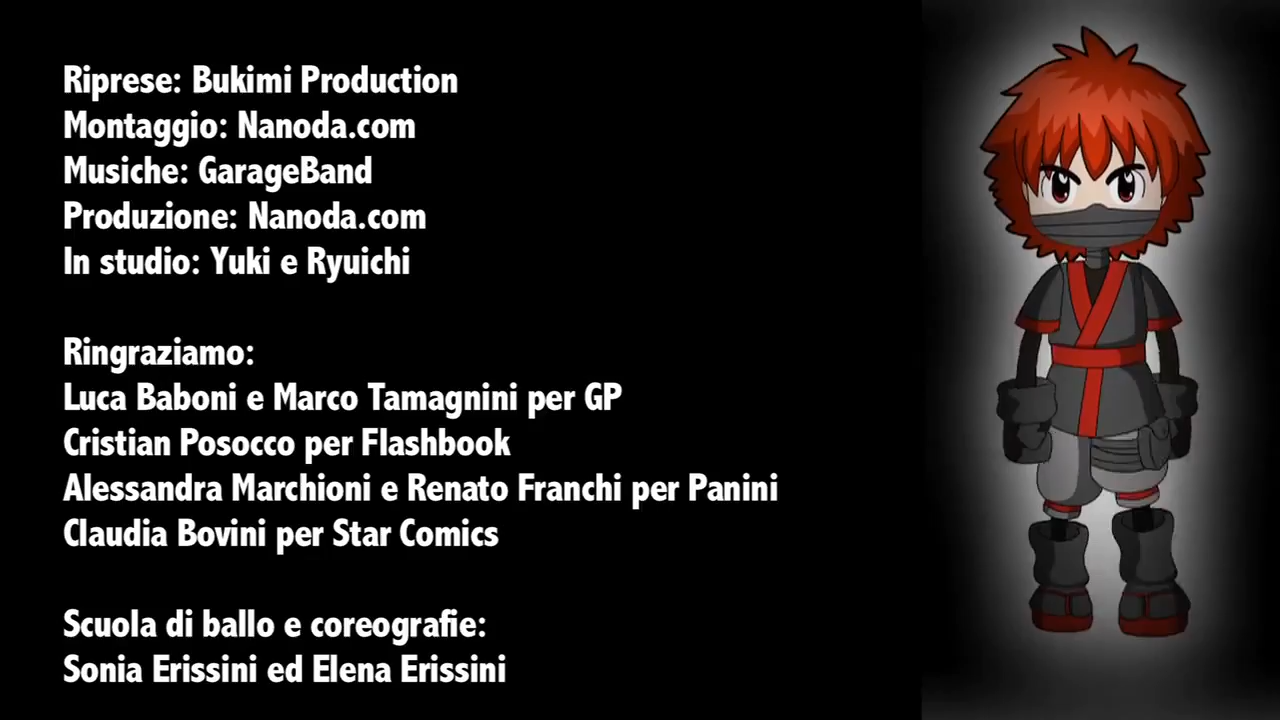 Riprese: Bukimi Production
Montaggio: Nanoda.com
Musiche: GarageBand
Produzione: Nanoda.com
In studio: Yuki e Ryuichi
Ringraziamo:
Luca Baboni e Marco Tamagnini per GP
Cristian Posocco per Flashbook
Alessandra Marchioni e Renato Franchi per Panini
Claudia Bovini per Star Comics
Scuola di ballo e coreografie:
Sonia Erissini ed Elena Erissini